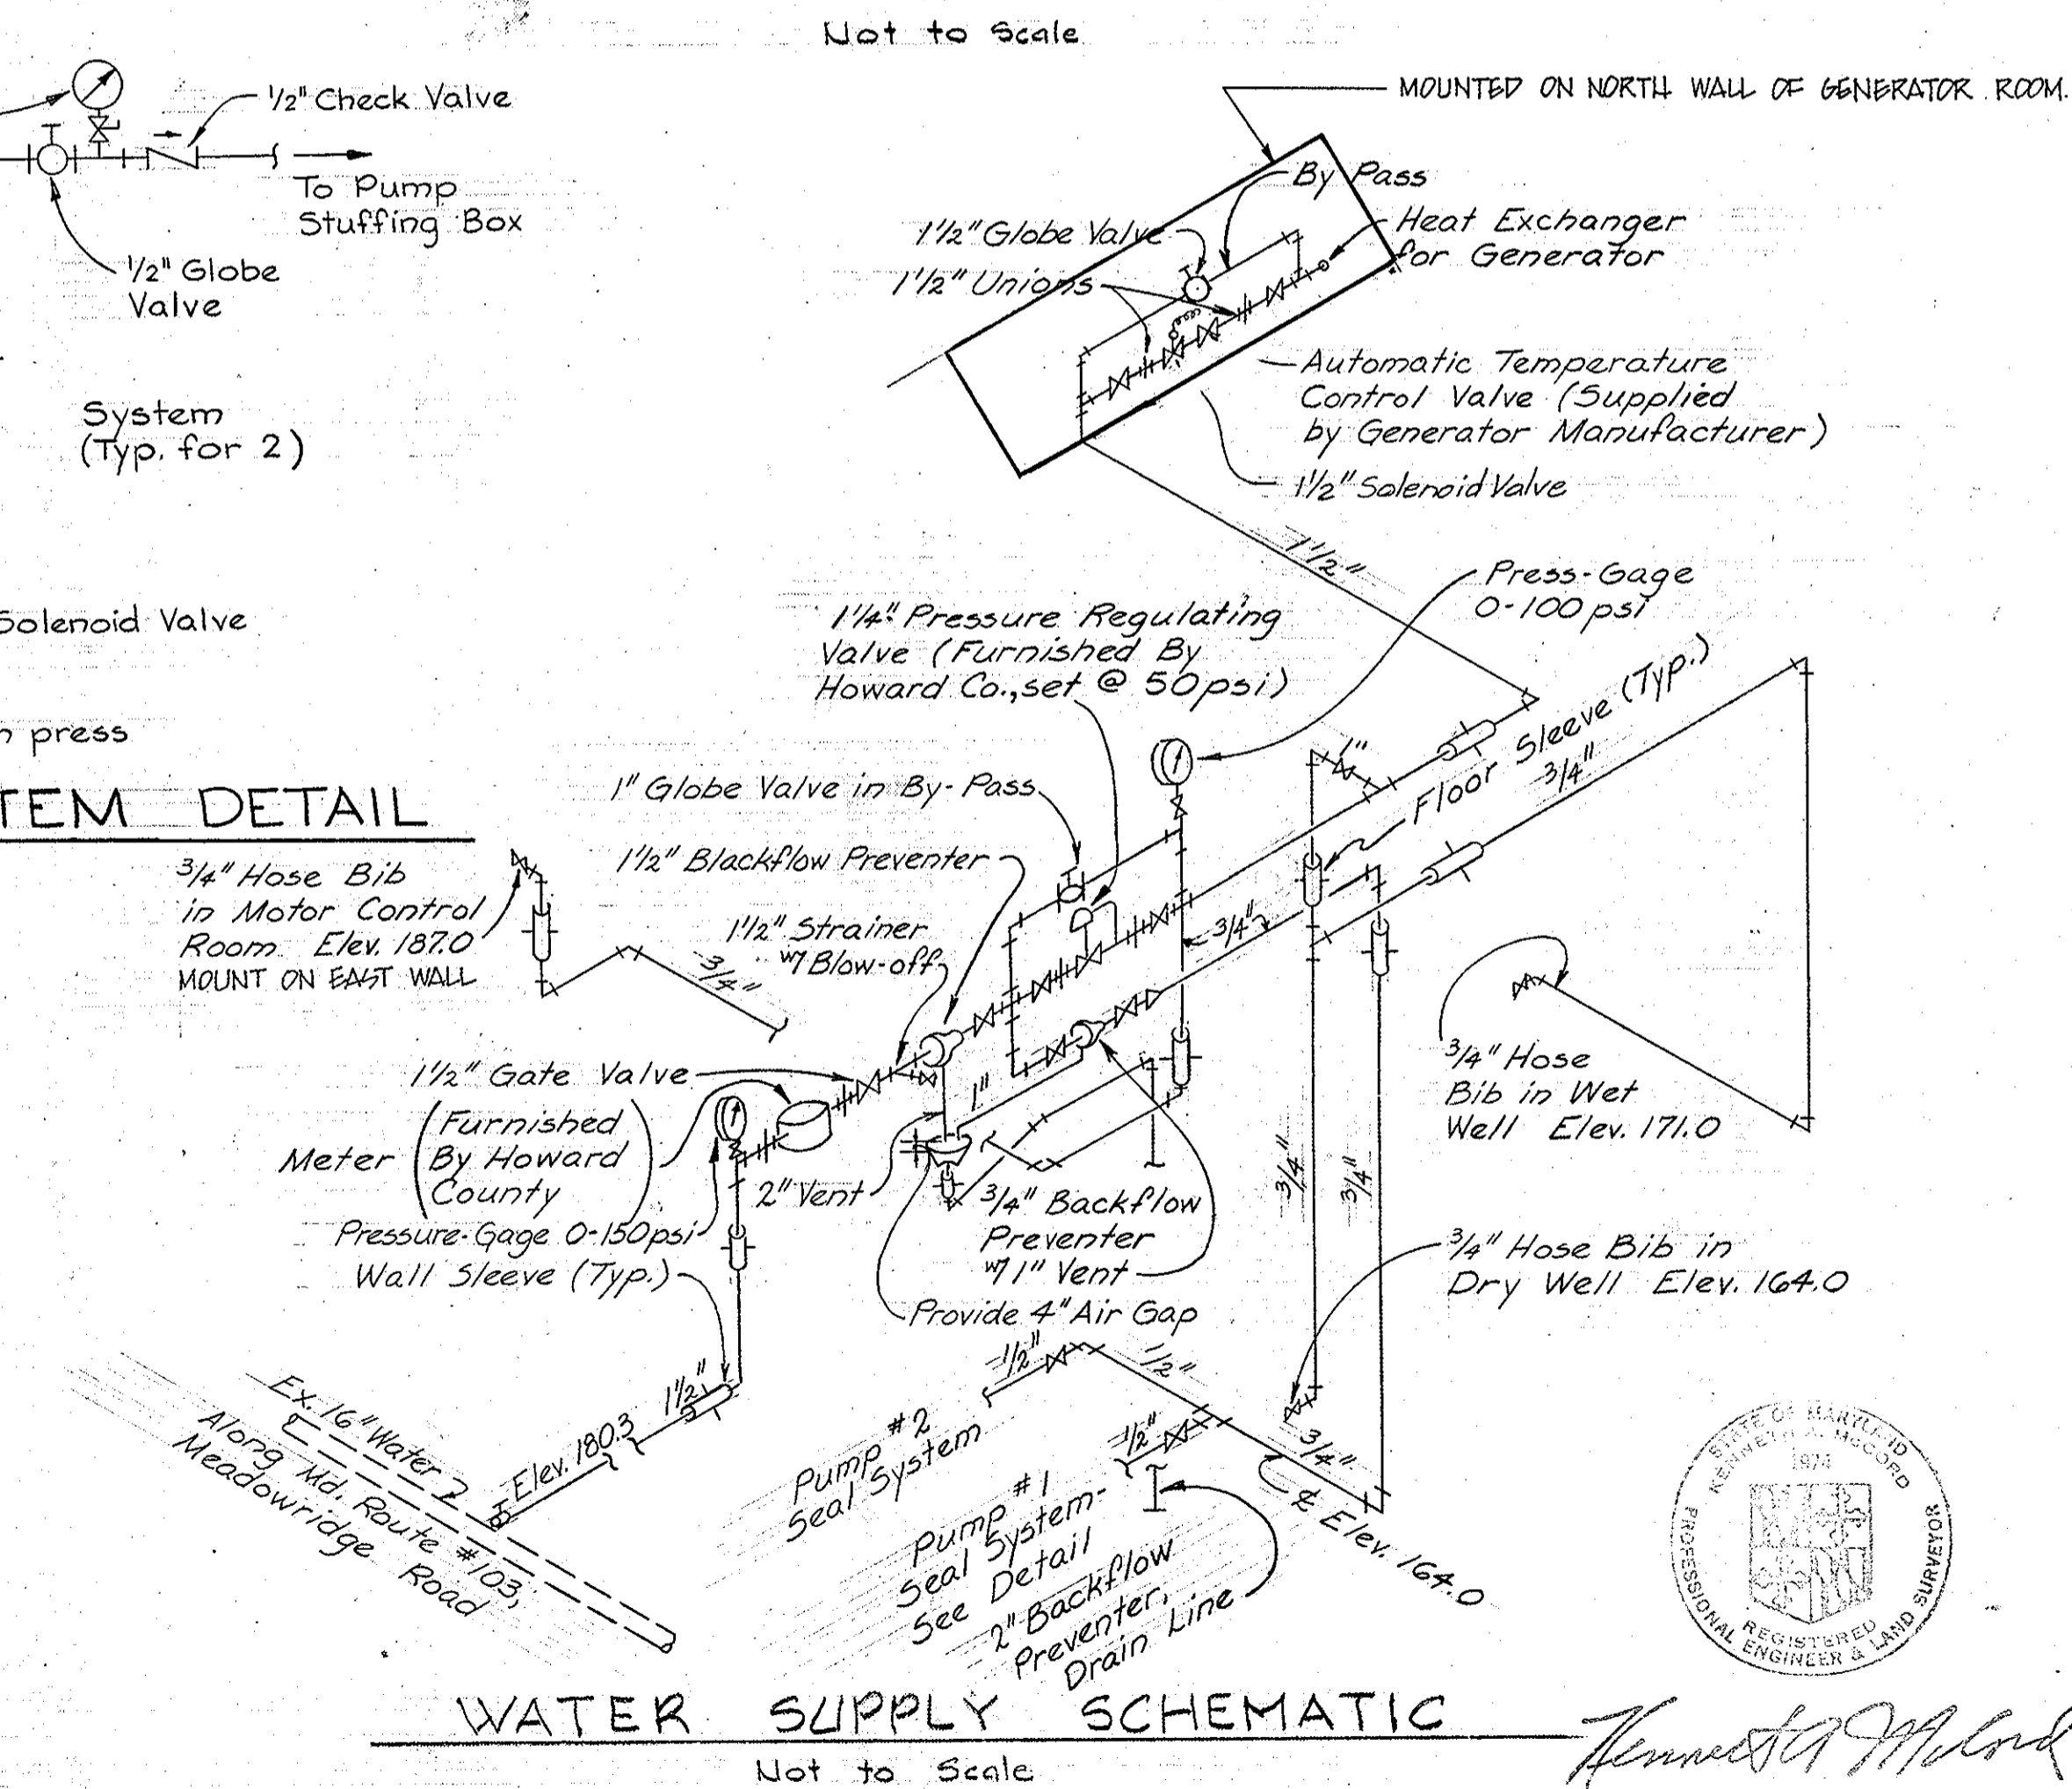 Not to Scale
1/2" Check Valve
To Pump
Stuffing Box
1/2" Globe
Valve
System
(Typ. for 2)
Solenoid Valve
press
TEM DETAIL
MOUNTED ON NORTH WALL OF GENERATOR ROOM.
By Pass
1 1/2" Globe Valve
1 1/2" Unions
Heat Exchanger
for Generator
Automatic Temperature
Control Valve (Supplied
by Generator Manufacturer)
1 1/2" Solenoid Valve
1 1/2"
Press-Gage
0-100 psi
1 1/4" Pressure Regulating
Valve (Furnished By
Howard Co., set @ 50 psi)
Floor Sleeve (Typ.)
1"
3/4"
1" Globe Valve in By-Pass
1 1/2" Blackflow Preventer
1 1/2" Strainer
w/ Blow-off
3/4"
3/4" Hose Bib
in Motor Control
Room Elev. 187.0
MOUNT ON EAST WALL
3/4"
1 1/2" Gate Valve
Meter (Furnished
By Howard
County)
Pressure-Gage 0-150 psi
Wall Sleeve (Typ.)
1"
2" Vent
3/4" Backflow
Preventer
w/ 1" Vent
Provide 4" Air Gap
3/4"
3/4"
3/4" Hose
Bib in Wet
Well Elev. 171.0
3/4" Hose Bib in
Dry Well Elev. 164.0
Ex. 16" Water
Along Md. Route #103,
Meadowridge Road
Elev. 180.3
1 1/2"
1/2"
1/2"
Pump #2
Seal System
1/2"
3/4"
Pump #1
Seal System-
See Detail
2" Backflow
Preventer,
Drain Line
℄ Elev. 164.0
STATE OF MARYLAND
KENNETH A. McCORD
1974
REGISTERED
PROFESSIONAL ENGINEER & LAND SURVEYOR
WATER SUPPLY SCHEMATIC
Not to Scale
Kenneth A McCord